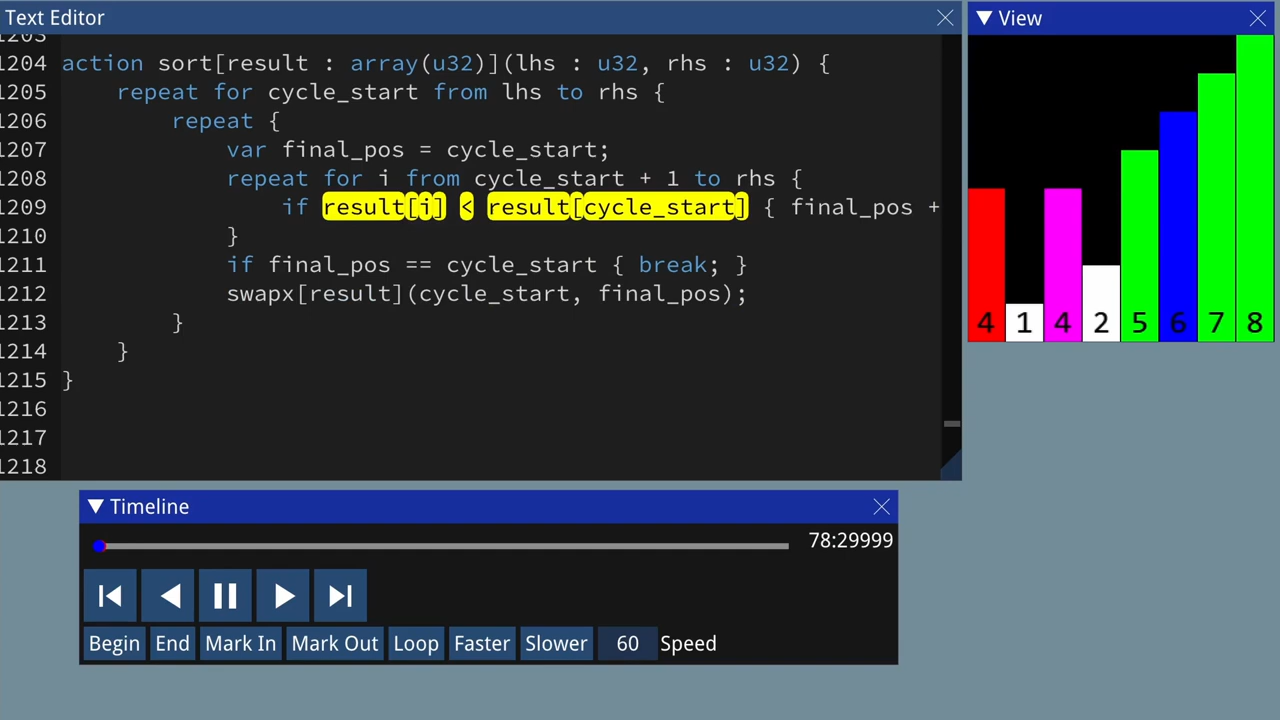 Text Editor
1203
1204 action sort[result : array(u32)](lhs : u32, rhs : u32) {
1205 repeat for cycle_start from lhs to rhs {
1206 repeat {
1207 var final_pos = cycle_start;
1208 repeat for i from cycle_start + 1 to rhs {
1209 if result[i] < result[cycle_start] { final_pos +
1210 }
1211 if final_pos == cycle_start { break; }
1212 swapx[result](cycle_start, final_pos);
1213 }
1214 }
1215 }
1216
1217
1218
View
4 1 4 2 5 6 7 8
Timeline
78:29999
Begin End Mark In Mark Out Loop Faster Slower 60 Speed